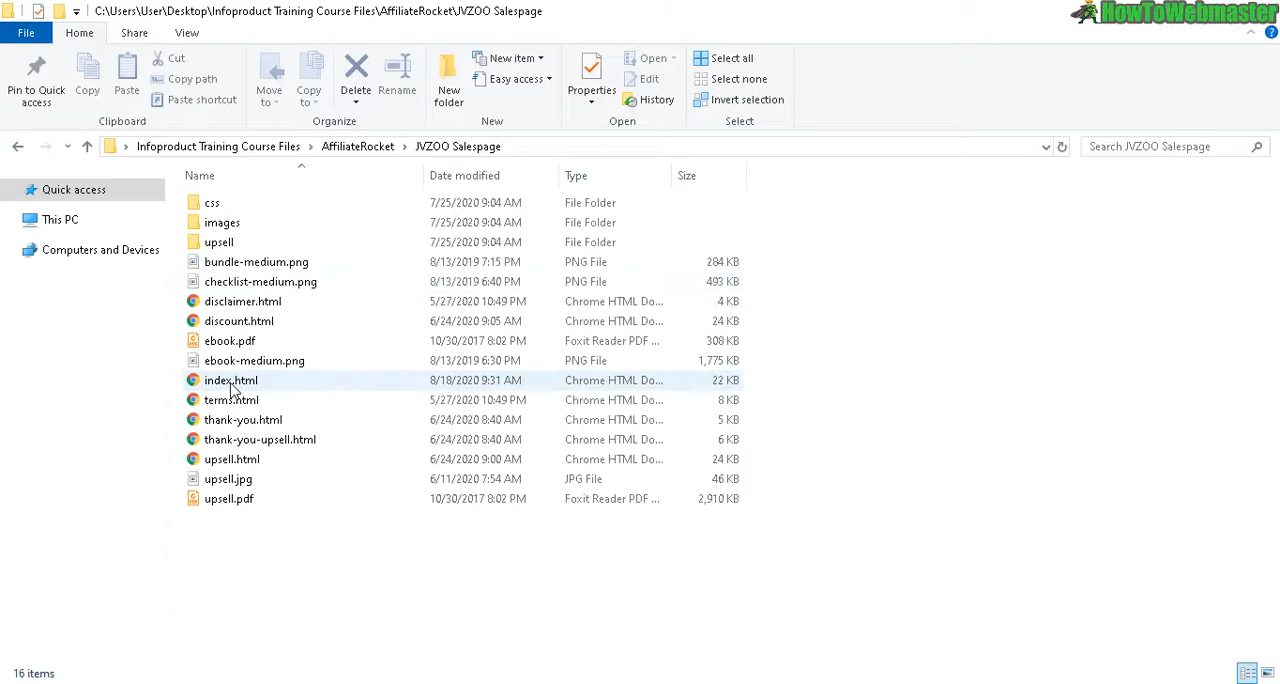 C:\Users\User\Desktop\Infoproduct Training Course Files\AffiliateRocket\JVZOO Salespage
HowToWebmaster
File Home Share View
Pin to Quick access
Copy
Paste
Cut
Copy path
Paste shortcut
Clipboard
Move to
Copy to
Delete
Rename
Organize
New folder
New item
Easy access
New
Properties
Open
Edit
History
Open
Select all
Select none
Invert selection
Select
Infoproduct Training Course Files › AffiliateRocket › JVZOO Salespage
Search JVZOO Salespage
Quick access
This PC
Computers and Devices
Name Date modified Type Size
css 7/25/2020 9:04 AM File Folder
images 7/25/2020 9:04 AM File Folder
upsell 7/25/2020 9:04 AM File Folder
bundle-medium.png 8/13/2019 7:15 PM PNG File 284 KB
checklist-medium.png 8/13/2019 6:40 PM PNG File 493 KB
disclaimer.html 5/27/2020 10:49 PM Chrome HTML Do... 4 KB
discount.html 6/24/2020 9:05 AM Chrome HTML Do... 24 KB
ebook.pdf 10/30/2017 8:02 PM Foxit Reader PDF ... 308 KB
ebook-medium.png 8/13/2019 6:30 PM PNG File 1,775 KB
index.html 8/18/2020 9:31 AM Chrome HTML Do... 22 KB
terms.html 5/27/2020 10:49 PM Chrome HTML Do... 8 KB
thank-you.html 6/24/2020 8:40 AM Chrome HTML Do... 5 KB
thank-you-upsell.html 6/24/2020 8:40 AM Chrome HTML Do... 6 KB
upsell.html 6/24/2020 9:00 AM Chrome HTML Do... 24 KB
upsell.jpg 6/11/2020 7:54 AM JPG File 46 KB
upsell.pdf 10/30/2017 8:02 PM Foxit Reader PDF ... 2,910 KB
16 items